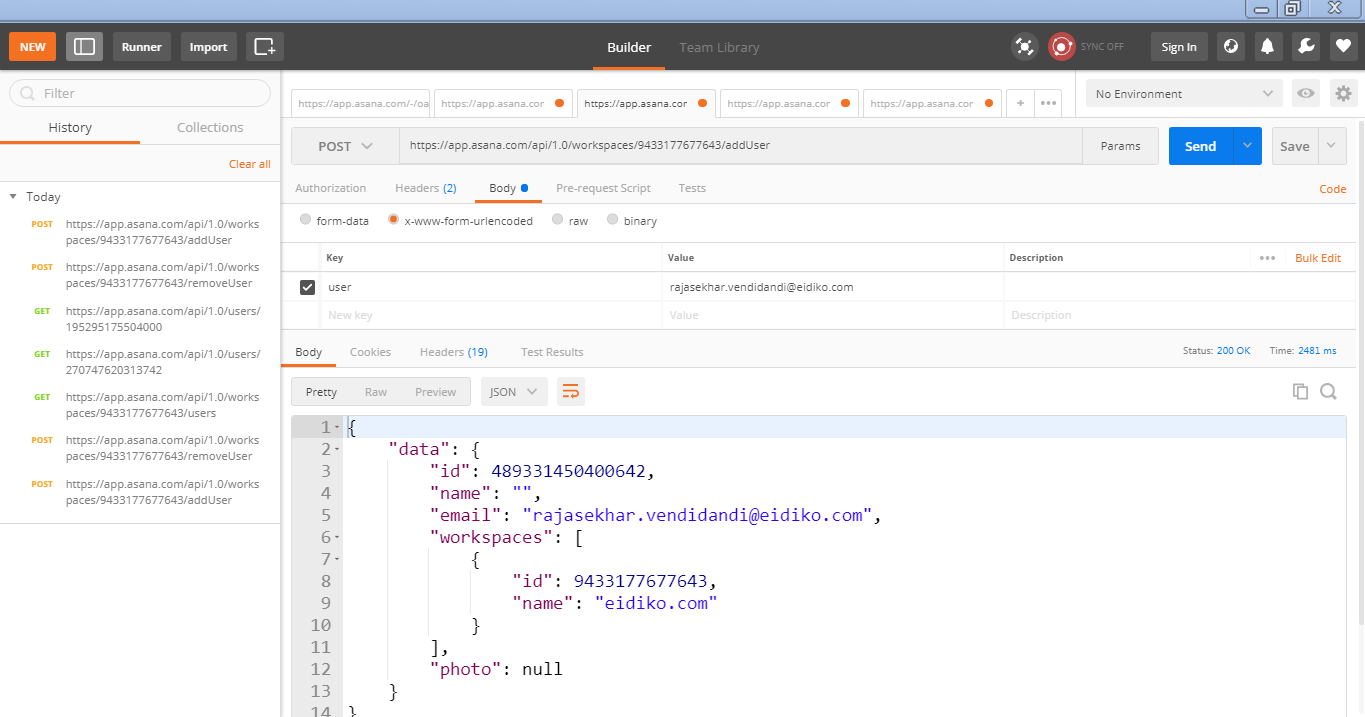 NEW Runner Import Builder Team Library SYNC OFF Sign In
Filter
History Collections
Clear all
Today
POST https://app.asana.com/api/1.0/works
paces/9433177677643/addUser
POST https://app.asana.com/api/1.0/works
paces/9433177677643/removeUser
GET https://app.asana.com/api/1.0/users/
195295175504000
GET https://app.asana.com/api/1.0/users/
270747620313742
GET https://app.asana.com/api/1.0/works
paces/9433177677643/users
POST https://app.asana.com/api/1.0/works
paces/9433177677643/removeUser
POST https://app.asana.com/api/1.0/works
paces/9433177677643/addUser
https://app.asana.com/-/oa https://app.asana.cor https://app.asana.cor https://app.asana.cor https://app.asana.cor + ••• No Environment
POST https://app.asana.com/api/1.0/workspaces/9433177677643/addUser Params Send Save
Authorization Headers (2) Body Pre-request Script Tests Code
form-data x-www-form-urlencoded raw binary
Key Value Description ••• Bulk Edit
user rajasekhar.vendidandi@eidiko.com
New key Value Description
Body Cookies Headers (19) Test Results Status: 200 OK Time: 2481 ms
Pretty Raw Preview JSON
1 {
2 "data": {
3 "id": 489331450400642,
4 "name": "",
5 "email": "rajasekhar.vendidandi@eidiko.com",
6 "workspaces": [
7 {
8 "id": 9433177677643,
9 "name": "eidiko.com"
10 }
11 ],
12 "photo": null
13 }
14 }